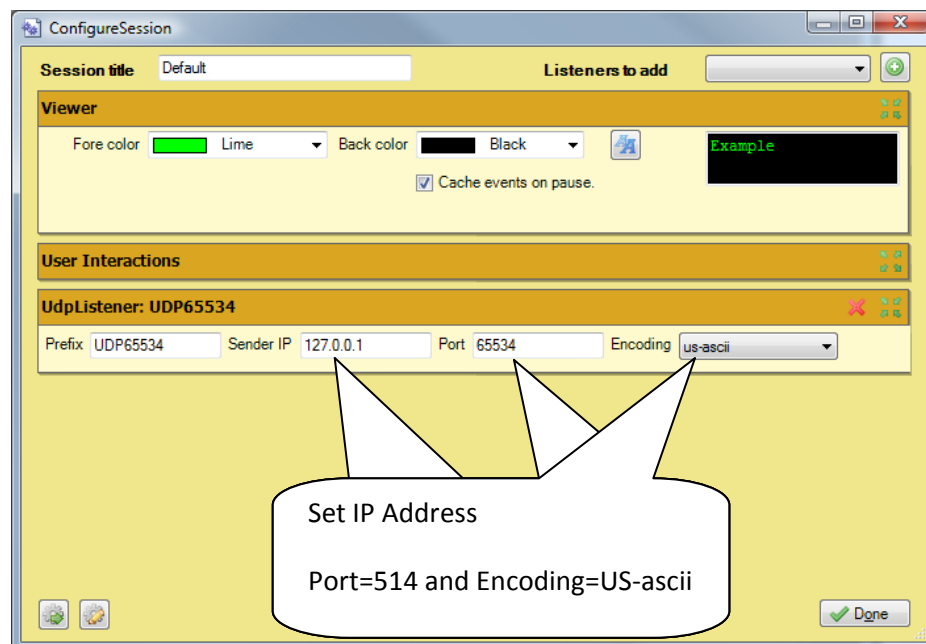 ConfigureSession
Session title Default Listeners to add
Viewer
Fore color Lime Back color Black Example
Cache events on pause.
User Interactions
UdpListener: UDP65534
Prefix UDP65534 Sender IP 127.0.0.1 Port 65534 Encoding us-ascii
Set IP Address
Port=514 and Encoding=US-ascii
Done